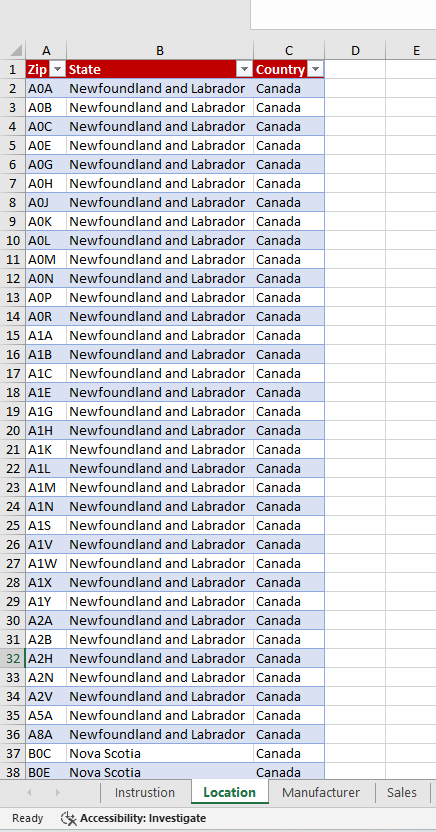 A B C D E
1 Zip State Country
2 A0A Newfoundland and Labrador Canada
3 A0B Newfoundland and Labrador Canada
4 A0C Newfoundland and Labrador Canada
5 A0E Newfoundland and Labrador Canada
6 A0G Newfoundland and Labrador Canada
7 A0H Newfoundland and Labrador Canada
8 A0J Newfoundland and Labrador Canada
9 A0K Newfoundland and Labrador Canada
10 A0L Newfoundland and Labrador Canada
11 A0M Newfoundland and Labrador Canada
12 A0N Newfoundland and Labrador Canada
13 A0P Newfoundland and Labrador Canada
14 A0R Newfoundland and Labrador Canada
15 A1A Newfoundland and Labrador Canada
16 A1B Newfoundland and Labrador Canada
17 A1C Newfoundland and Labrador Canada
18 A1E Newfoundland and Labrador Canada
19 A1G Newfoundland and Labrador Canada
20 A1H Newfoundland and Labrador Canada
21 A1K Newfoundland and Labrador Canada
22 A1L Newfoundland and Labrador Canada
23 A1M Newfoundland and Labrador Canada
24 A1N Newfoundland and Labrador Canada
25 A1S Newfoundland and Labrador Canada
26 A1V Newfoundland and Labrador Canada
27 A1W Newfoundland and Labrador Canada
28 A1X Newfoundland and Labrador Canada
29 A1Y Newfoundland and Labrador Canada
30 A2A Newfoundland and Labrador Canada
31 A2B Newfoundland and Labrador Canada
32 A2H Newfoundland and Labrador Canada
33 A2N Newfoundland and Labrador Canada
34 A2V Newfoundland and Labrador Canada
35 A5A Newfoundland and Labrador Canada
36 A8A Newfoundland and Labrador Canada
37 B0C Nova Scotia Canada
38 B0E Nova Scotia Canada
Instrustion Location Manufacturer Sales
Ready Accessibility: Investigate